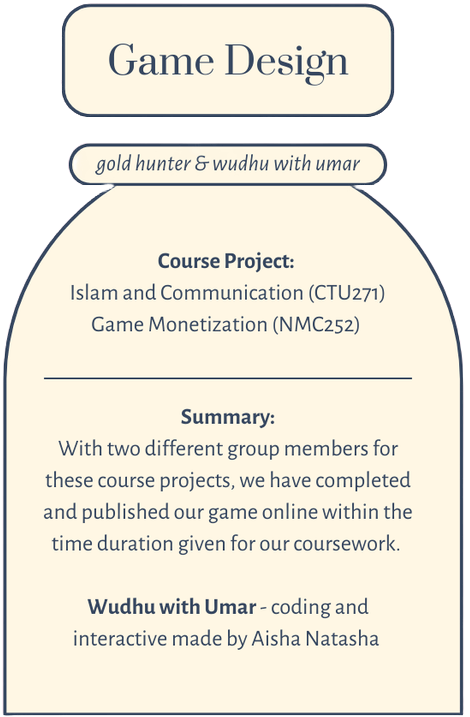 Game Design
gold hunter & wudhu with umar
Course Project:
Islam and Communication (CTU271)
Game Monetization (NMC252)
Summary:
With two different group members for
these course projects, we have completed
and published our game online within the
time duration given for our coursework.
Wudhu with Umar - coding and
interactive made by Aisha Natasha